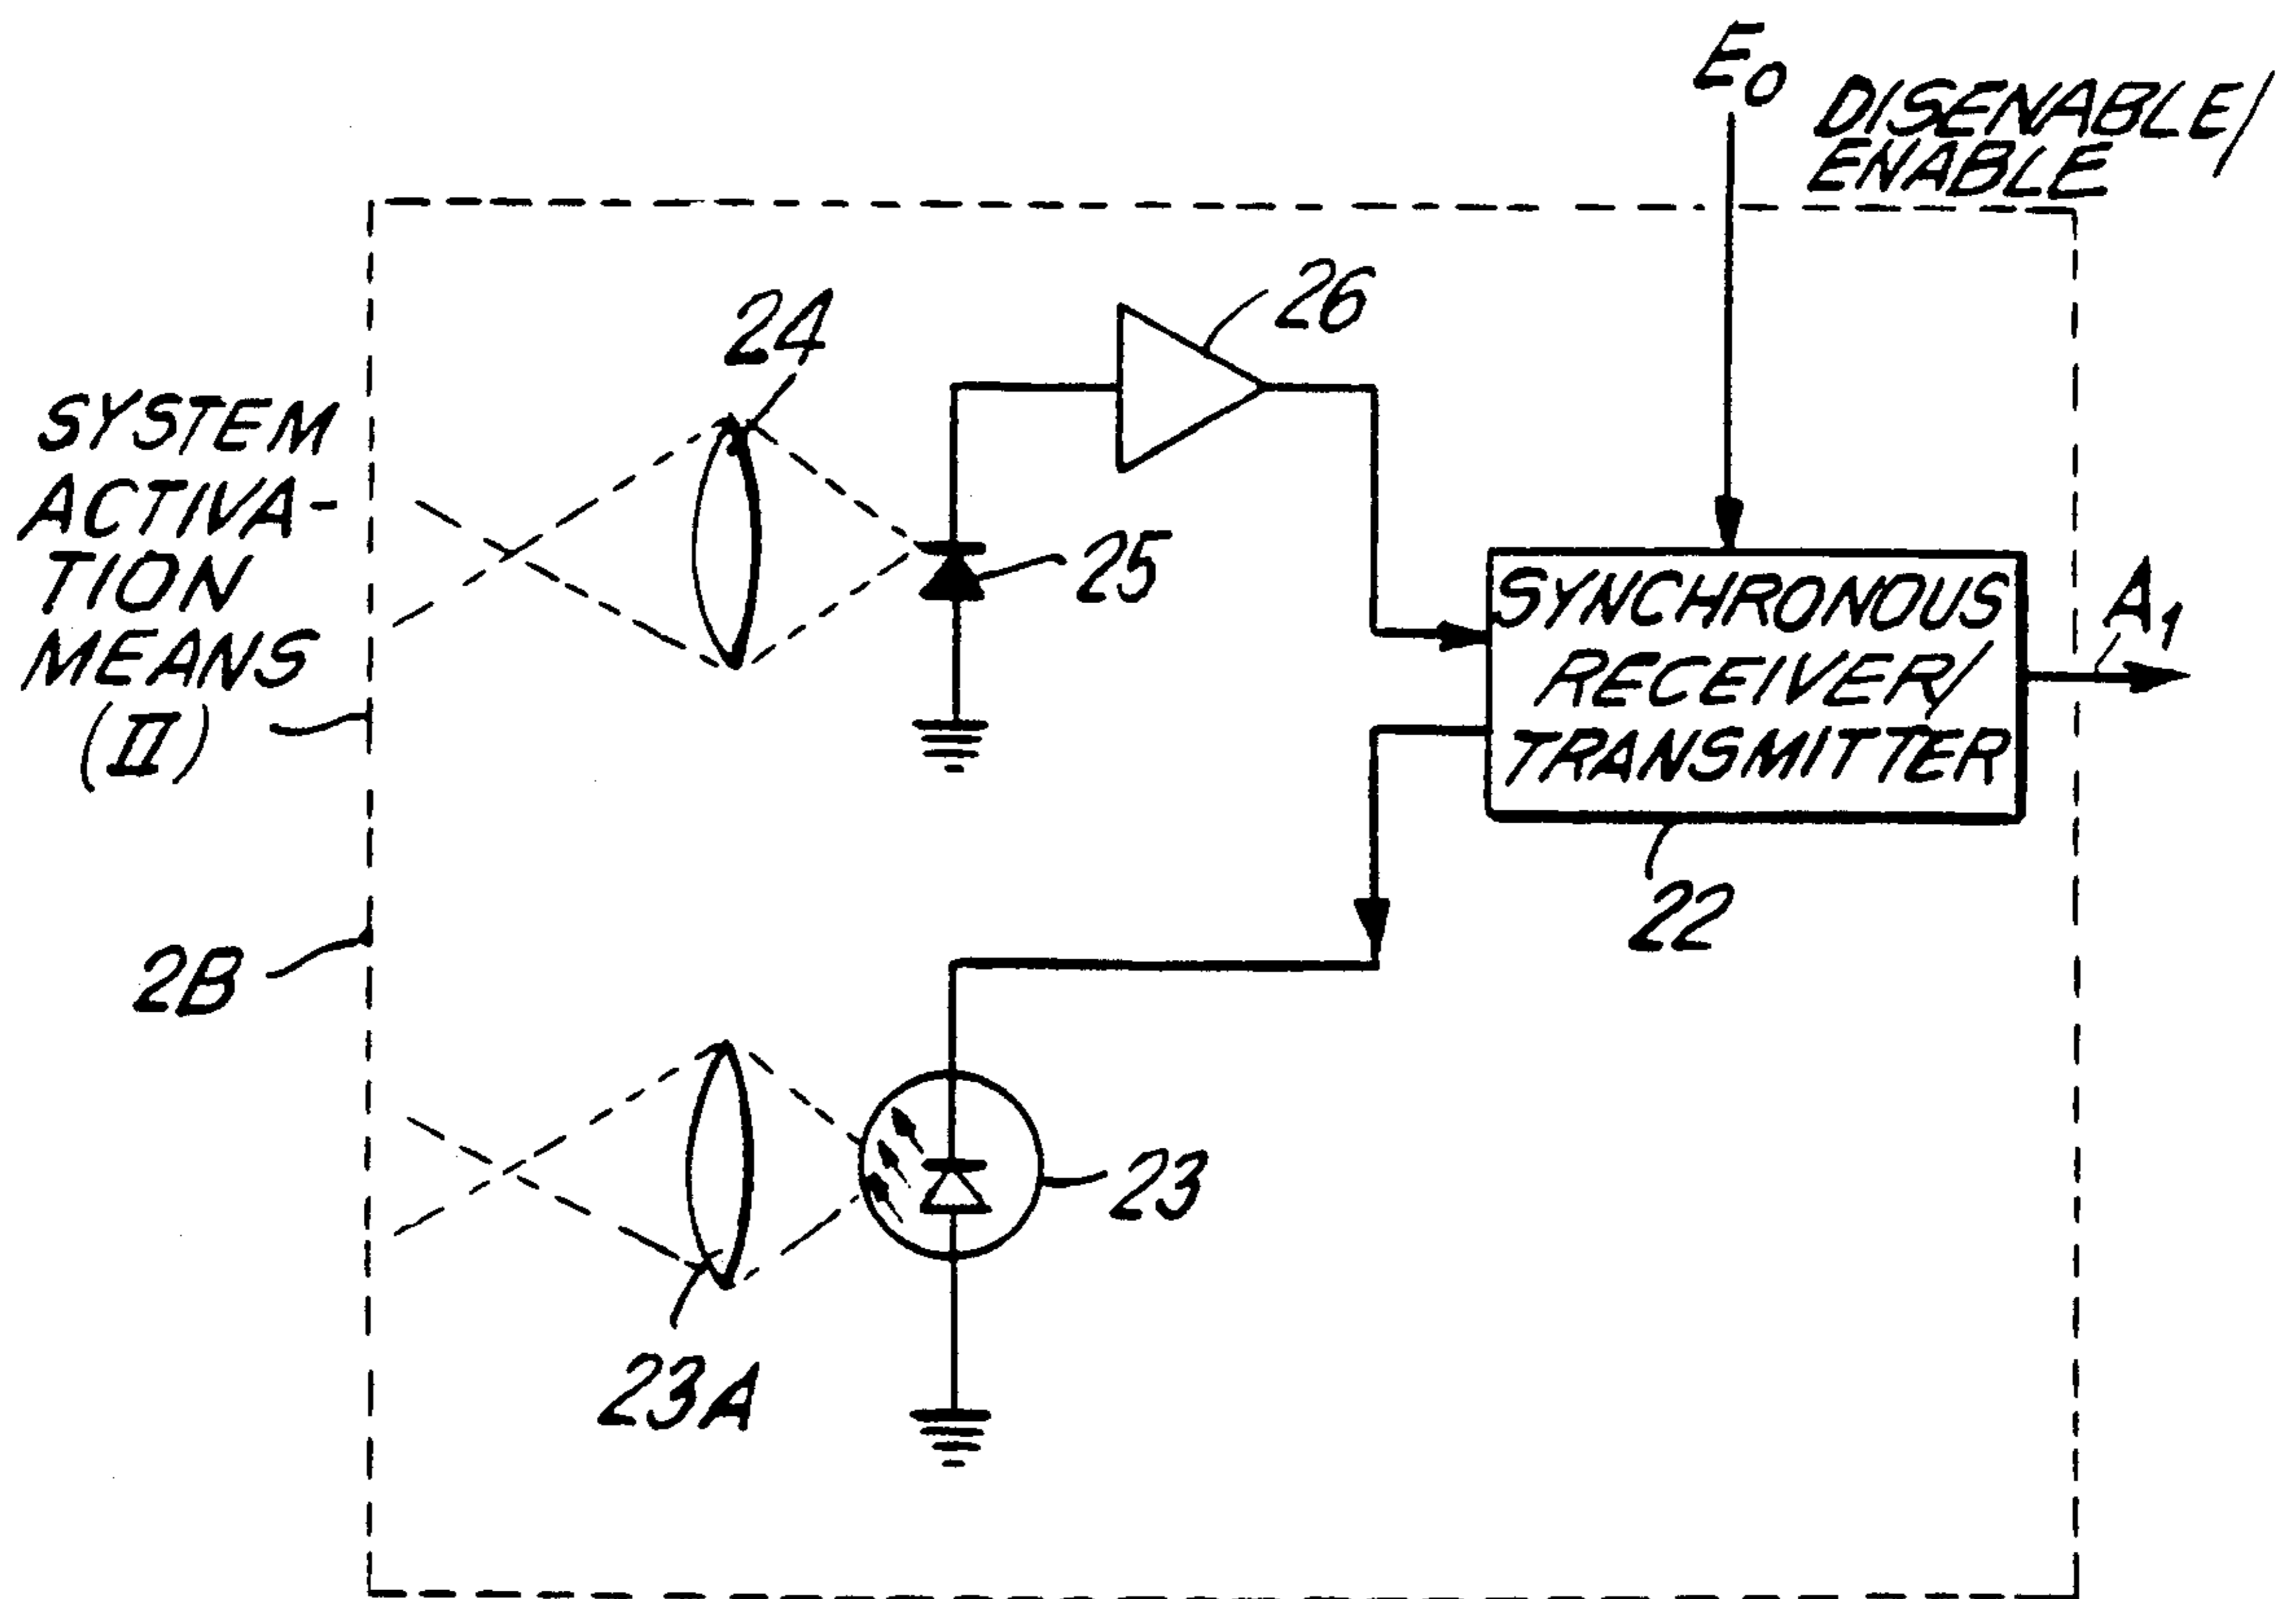 E₀
DISENABLE/
ENABLE
24
26
SYSTEM
ACTIVA-
TION
MEANS
(II)
25
SYNCHRONOUS
RECEIVER/
TRANSMITTER
A₁
22
2B
23
23A